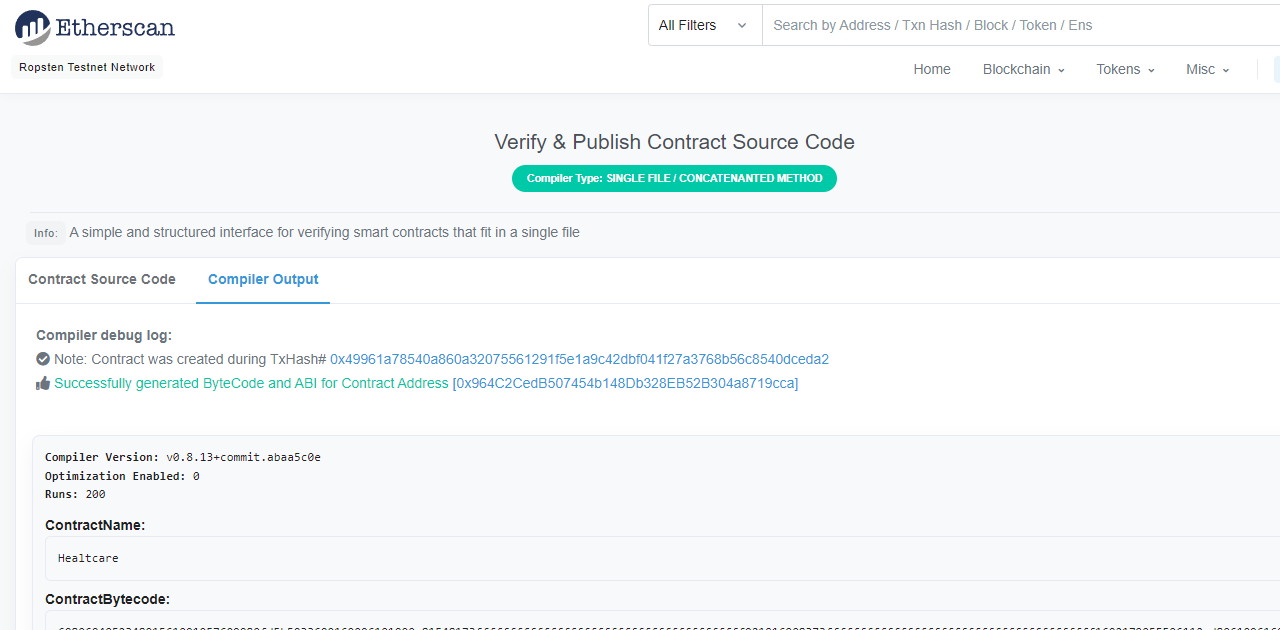 Etherscan
All Filters
Search by Address / Txn Hash / Block / Token / Ens
Ropsten Testnet Network
Home Blockchain Tokens Misc
Verify & Publish Contract Source Code
Compiler Type: SINGLE FILE / CONCATENANTED METHOD
Info: A simple and structured interface for verifying smart contracts that fit in a single file
Contract Source Code Compiler Output
Compiler debug log:
Note: Contract was created during TxHash# 0x49961a78540a860a32075561291f5e1a9c42dbf041f27a3768b56c8540dceda2
Successfully generated ByteCode and ABI for Contract Address [0x964C2CedB507454b148Db328EB52B304a8719cca]
Compiler Version: v0.8.13+commit.abaa5c0e
Optimization Enabled: 0
Runs: 200
ContractName:
Healtcare
ContractBytecode: